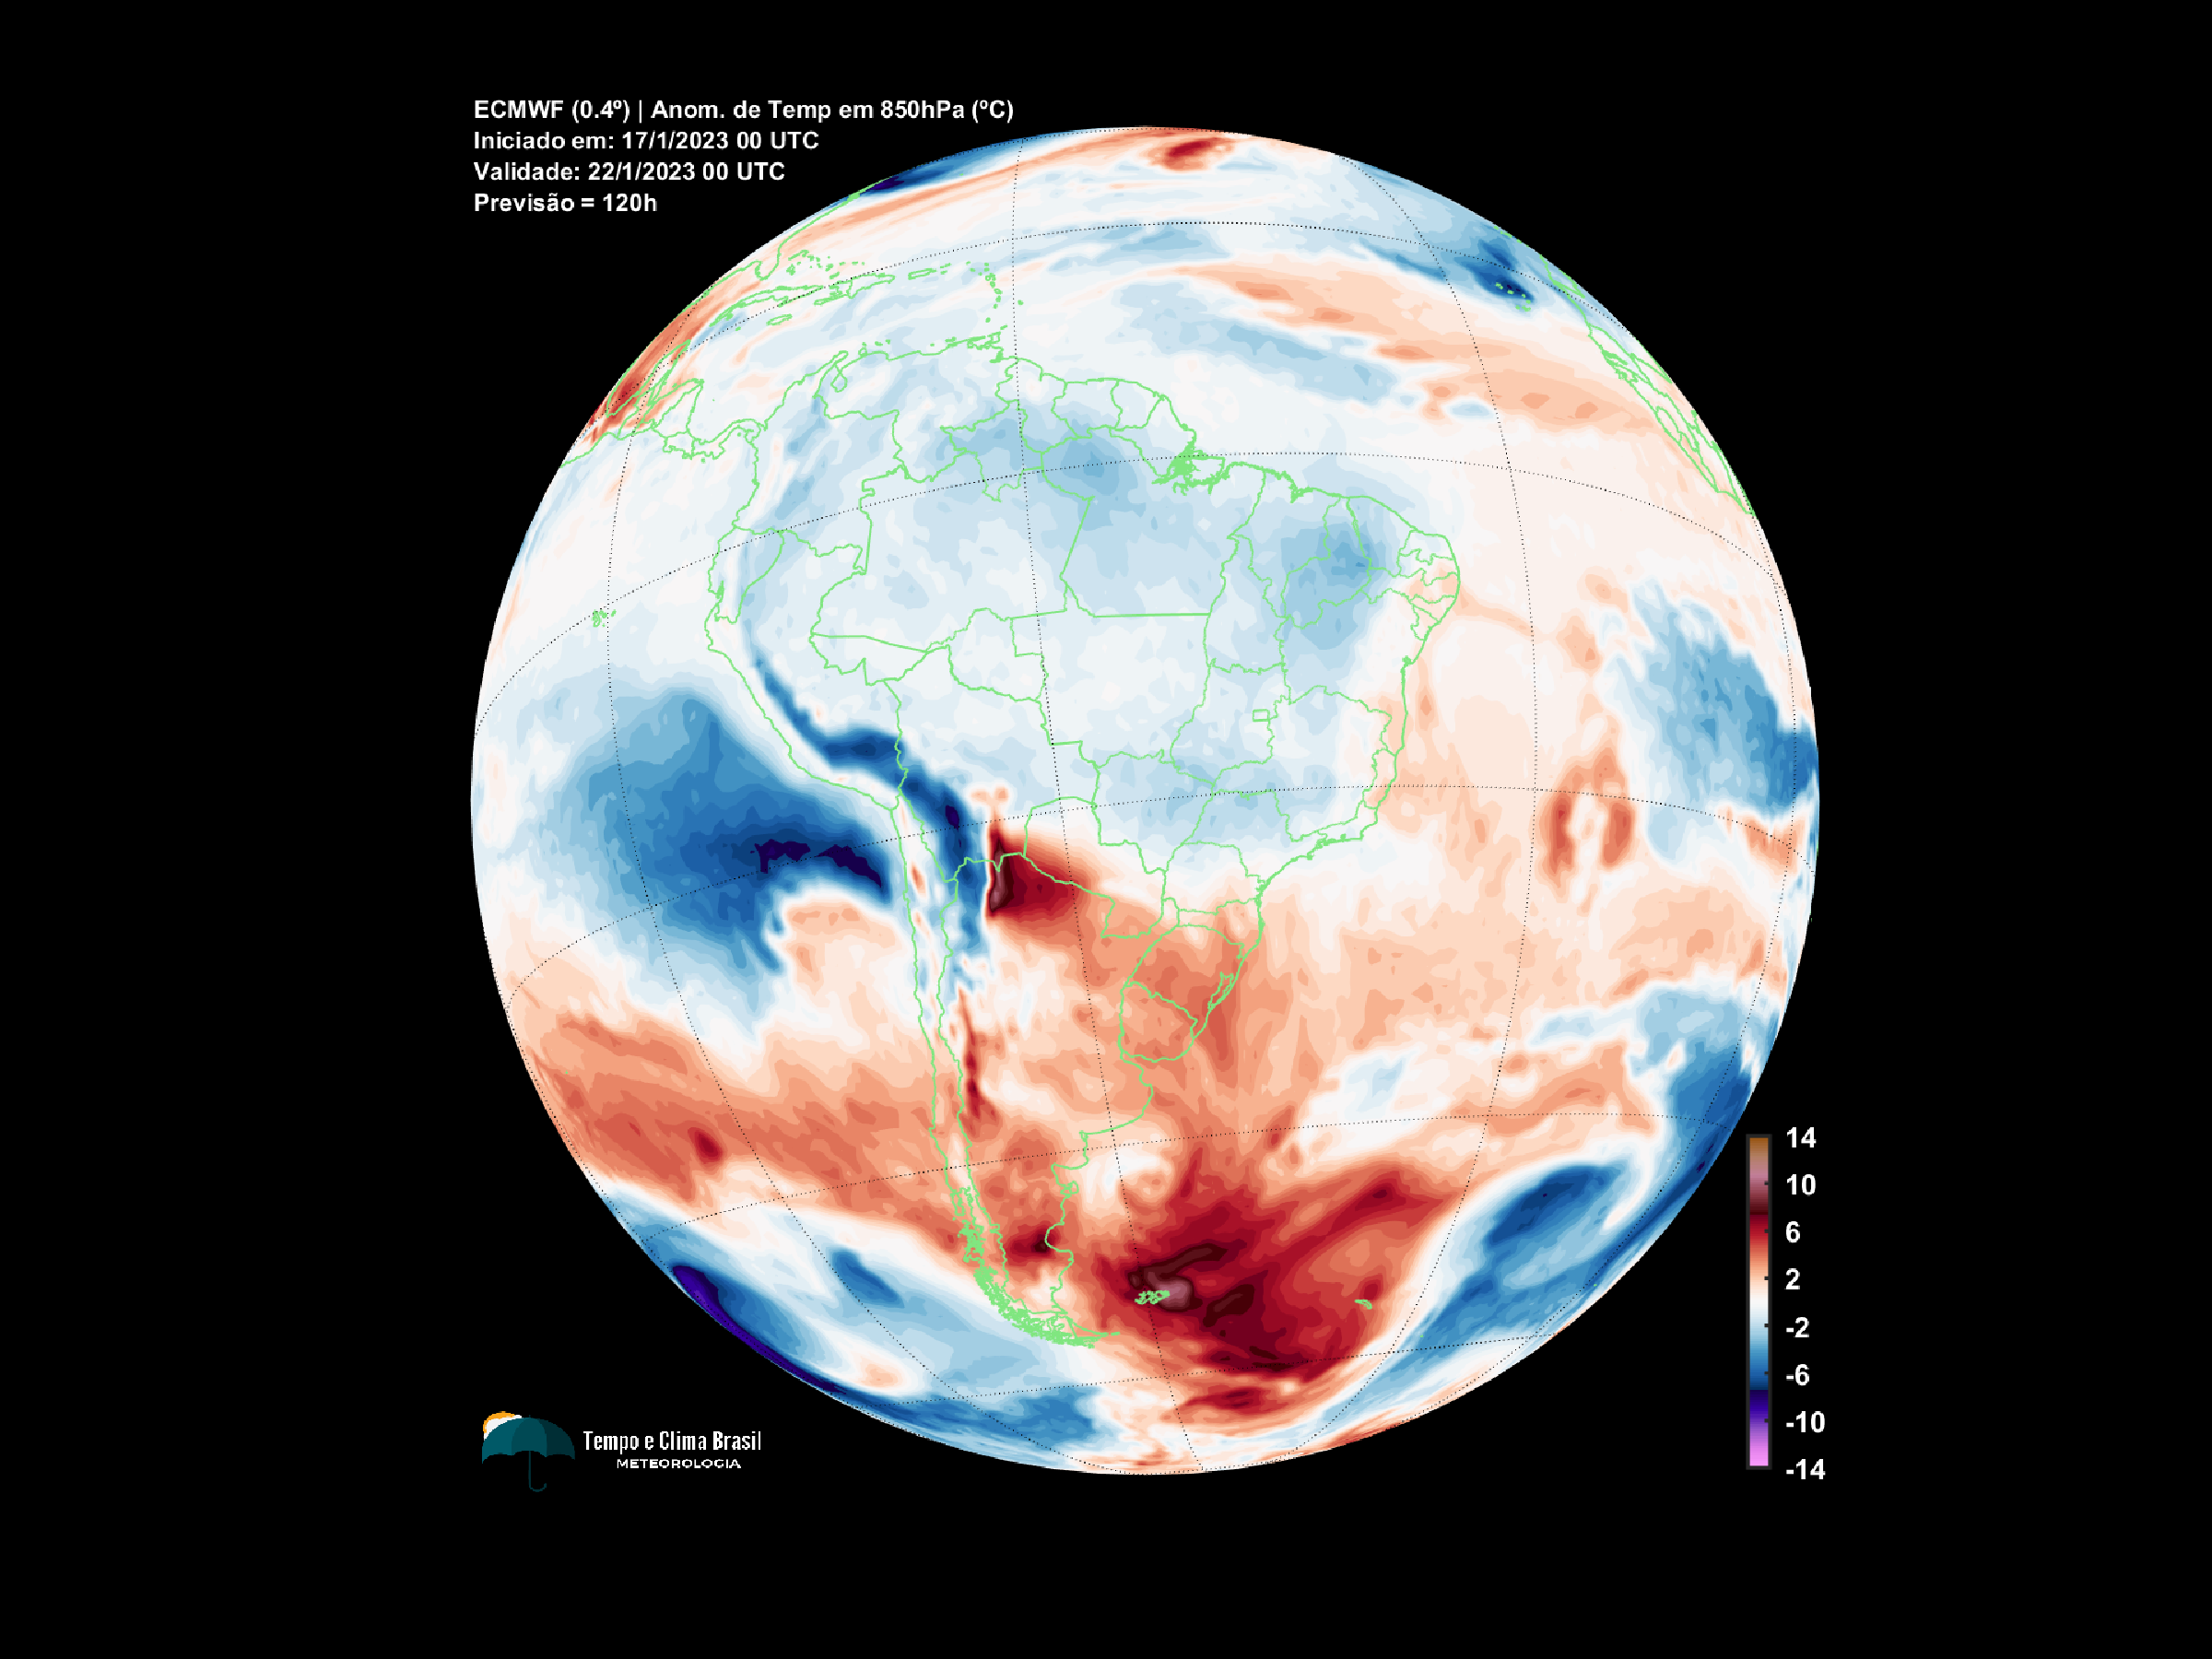 ECMWF (0.4º) | Anom. de Temp em 850hPa (ºC)
Iniciado em: 17/1/2023 00 UTC
Validade: 22/1/2023 00 UTC
Previsão = 120h
14
10
6
2
-2
-6
-10
-14
Tempo e Clima Brasil
METEOROLOGIA